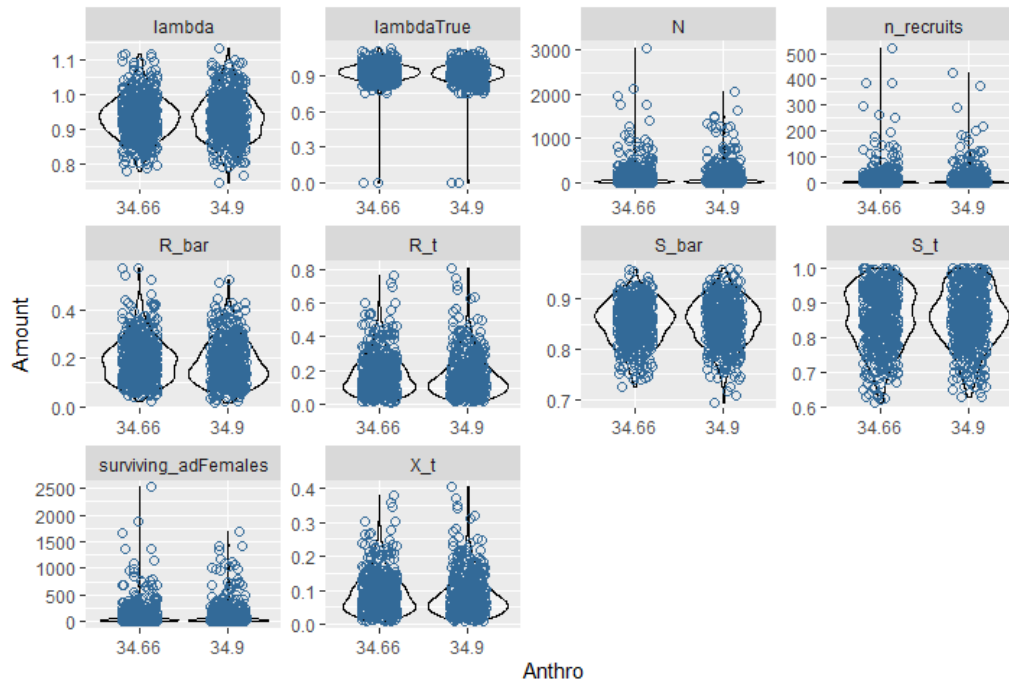 lambda lambdaTrue N n_recruits
1.1 1.0 0.9 0.8
0.9 0.6 0.3 0.0
3000 2000 1000 0
500 400 300 200 100 0
34.66 34.9 34.66 34.9 34.66 34.9 34.66 34.9
R_bar R_t S_bar S_t
0.4 0.2 0.0
0.8 0.6 0.4 0.2 0.0
0.9 0.8 0.7
1.0 0.9 0.8 0.7 0.6
Amount
34.66 34.9 34.66 34.9 34.66 34.9 34.66 34.9
surviving_adFemales X_t
2500 2000 1500 1000 500 0
0.4 0.3 0.2 0.1 0.0
34.66 34.9 34.66 34.9
Anthro